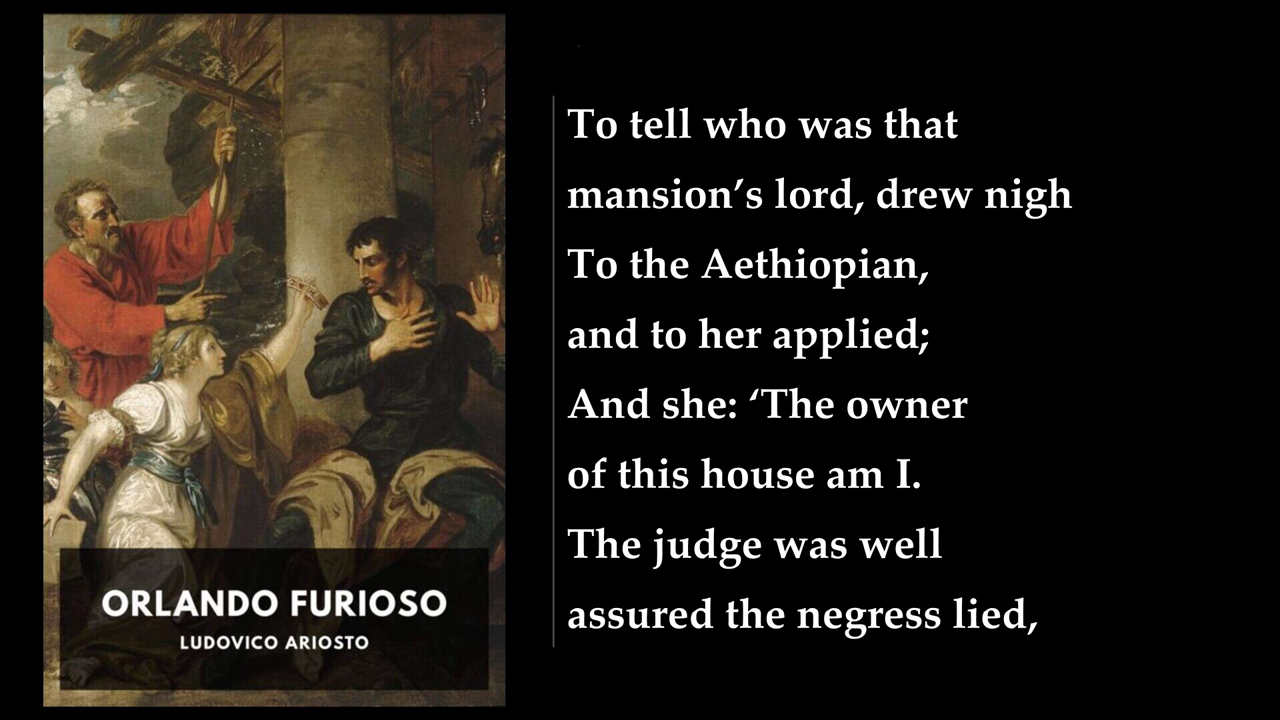 ORLANDO FURIOSO
LUDOVICO ARIOSTO
To tell who was that
mansion’s lord, drew nigh
To the Aethiopian,
and to her applied;
And she: ‘The owner
of this house am I.
The judge was well
assured the negress lied,